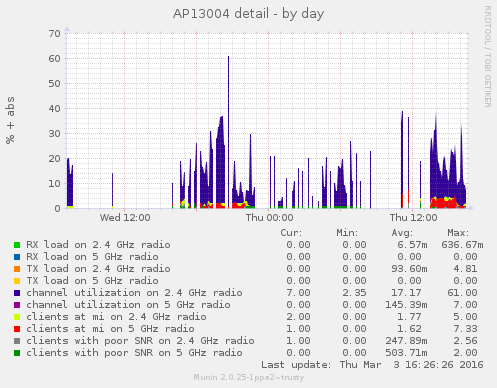 AP13004 detail - by day
RRDTOOL / TOBI OETIKER
% + abs
70
60
50
40
30
20
10
0
Wed 12:00 Thu 00:00 Thu 12:00
Cur: Min: Avg: Max:
RX load on 2.4 GHz radio 0.00 0.00 6.57m 636.67m
RX load on 5 GHz radio 0.00 0.00 0.00 0.00
TX load on 2.4 GHz radio 0.00 0.00 93.60m 4.81
TX load on 5 GHz radio 0.00 0.00 0.00 0.00
channel utilization on 2.4 GHz radio 7.00 2.35 17.17 61.00
channel utilization on 5 GHz radio 0.00 0.00 145.39m 7.00
clients at mi on 2.4 GHz radio 2.00 0.00 1.77 5.00
clients at mi on 5 GHz radio 1.00 0.00 1.62 7.33
clients with poor SNR on 2.4 GHz radio 1.00 0.00 247.89m 2.56
clients with poor SNR on 5 GHz radio 0.00 0.00 503.71m 2.00
Last update: Thu Mar 3 16:26:26 2016
Munin 2.0.25-1ppa2~trusty